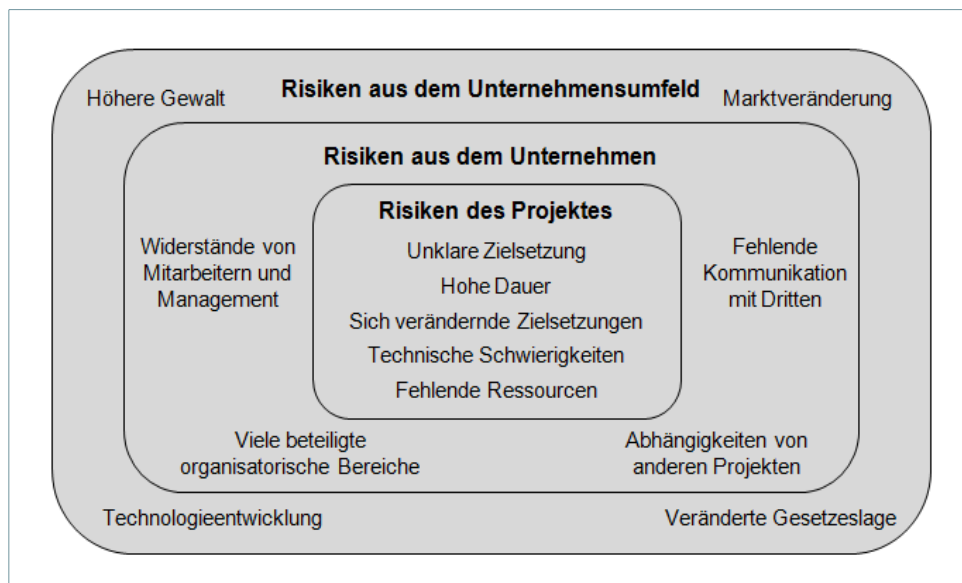 Risiken aus dem Unternehmensumfeld
Höhere Gewalt
Marktveränderung
Risiken aus dem Unternehmen
Risiken des Projektes
Widerstände von
Mitarbeitern und
Management
Unklare Zielsetzung
Hohe Dauer
Sich verändernde Zielsetzungen
Technische Schwierigkeiten
Fehlende Ressourcen
Fehlende
Kommunikation
mit Dritten
Viele beteiligte
organisatorische Bereiche
Abhängigkeiten von
anderen Projekten
Technologieentwicklung
Veränderte Gesetzeslage